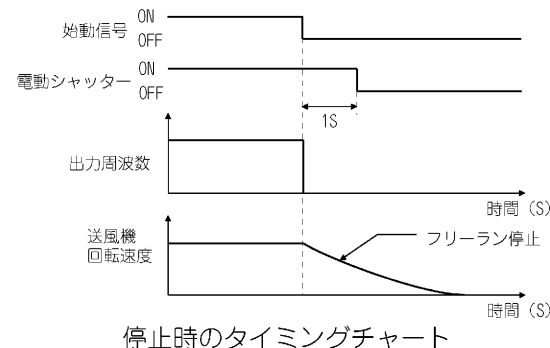 始動信号 ON
OFF
電動シャッター ON
OFF
1S
出力周波数
時間 (S)
送風機
回転速度
フリーラン停止
時間 (S)
停止時のタイミングチャート